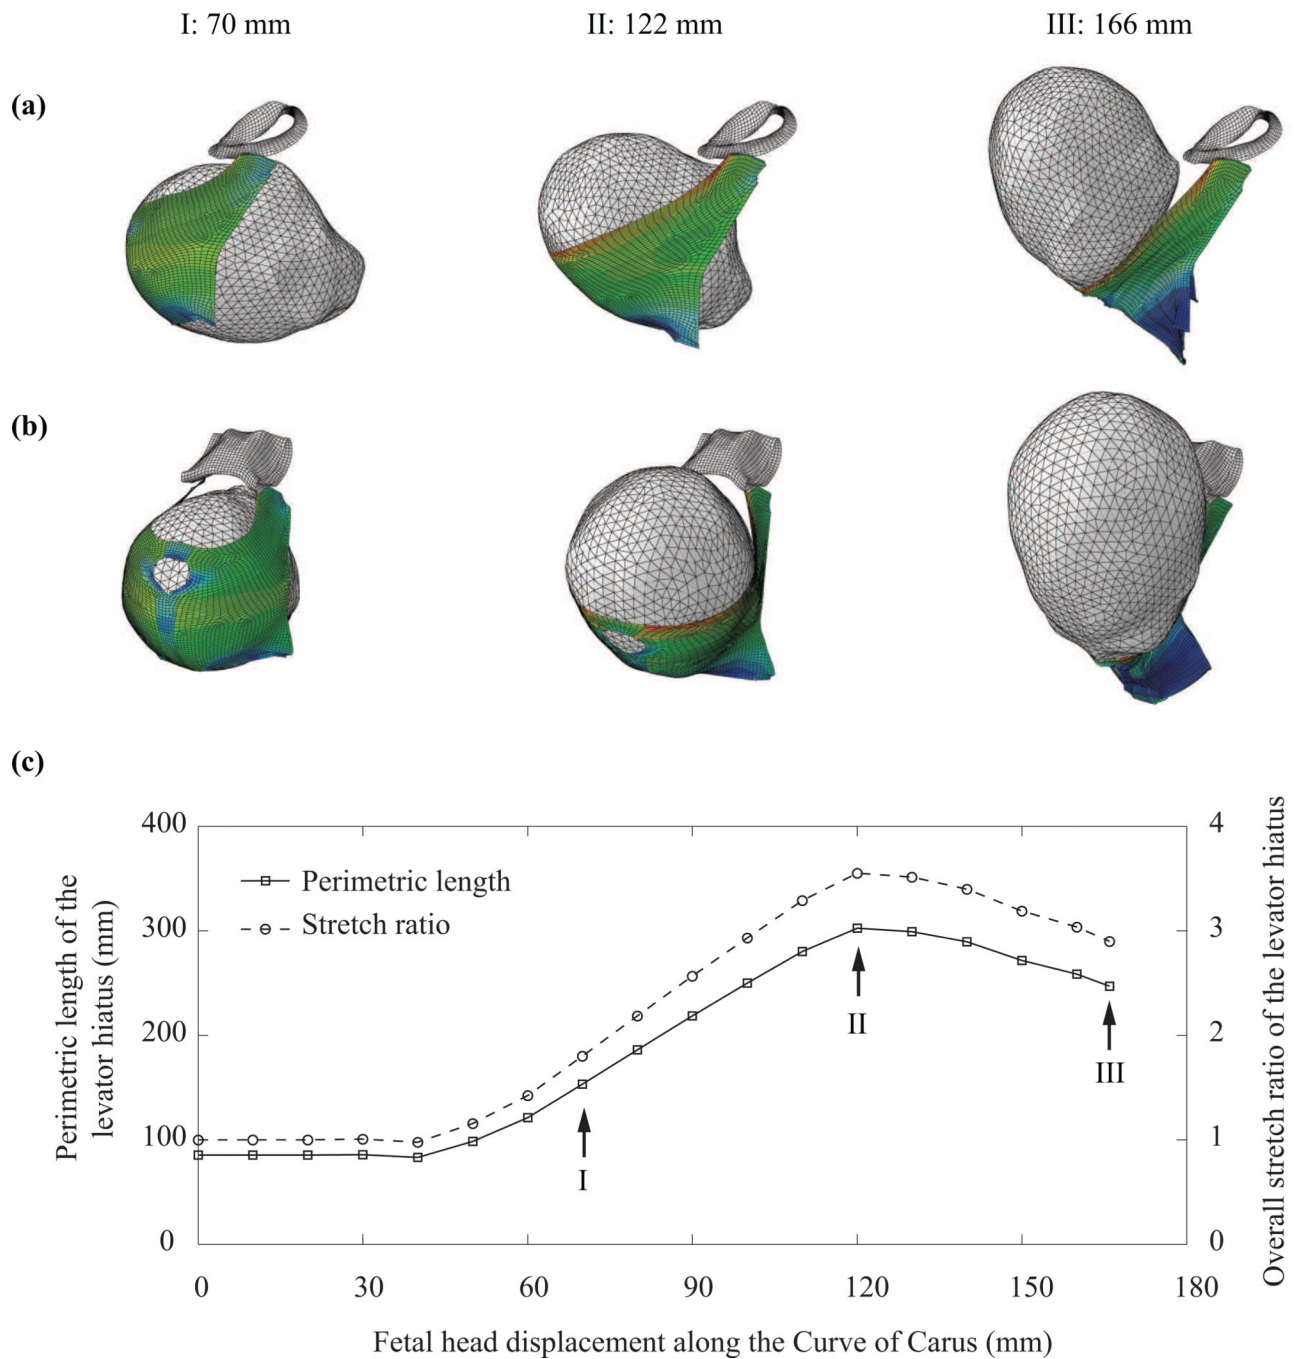 I: 70 mm
II: 122 mm
III: 166 mm
(a)
(b)
(c)
Perimetric length of the
levator hiatus (mm)
400
300
200
100
0
Perimetric length
Stretch ratio
I
II
III
4
3
2
1
0
Overall stretch ratio of the levator hiatus
0
30
60
90
120
150
180
Fetal head displacement along the Curve of Carus (mm)